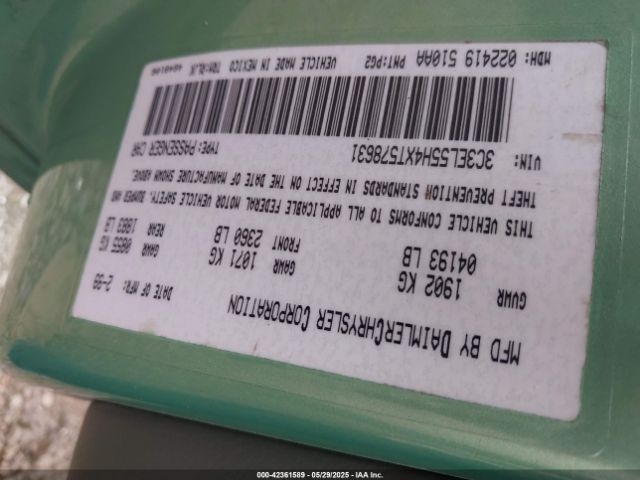 MFD BY DAIMLERCHRYSLER CORPORATION
DATE OF MFR: 2-99
GVWR
1902 KG
04193 LB
GAWR 1071 KG
FRONT 2360 LB
GAWR 0855 KG
REAR 1883 LB
THIS VEHICLE CONFORMS TO ALL APPLICABLE FEDERAL MOTOR VEHICLE SAFETY, BUMPER AND
THEFT PREVENTION STANDARDS IN EFFECT ON THE DATE OF MANUFACTURE SHOWN ABOVE.
VIN: 3C3EL55H4XT578631 TYPE: PASSENGER CAR
MDH: 022419 510AA PNT: PG2 VEHICLE MADE IN MEXICO TRM:
000-42361589 - 05/29/2025 - IAA Inc.